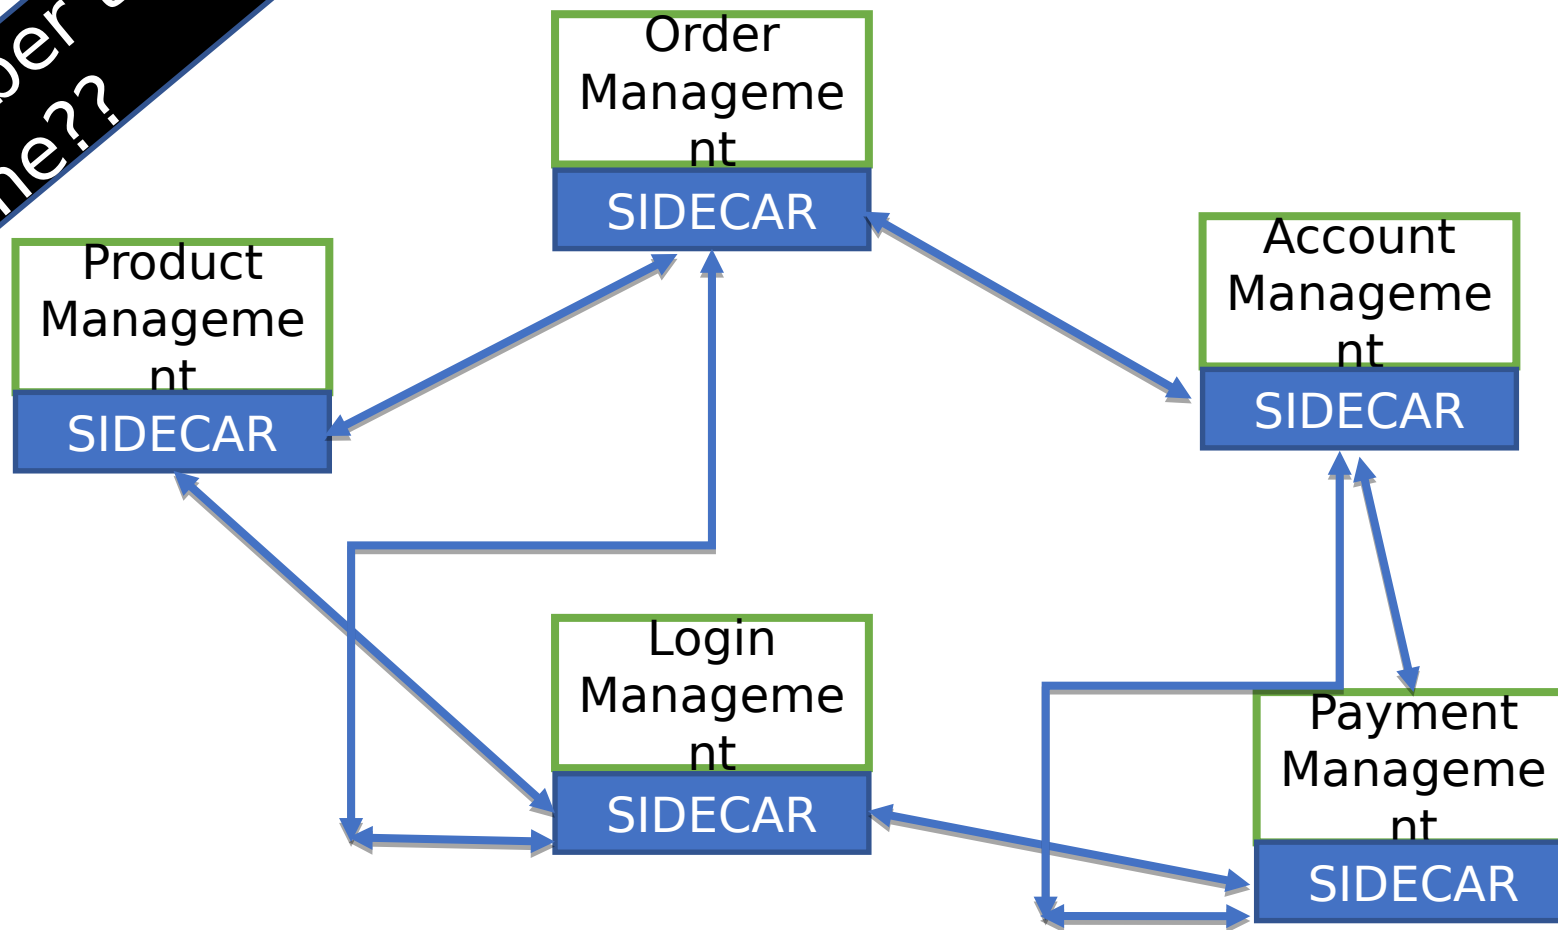 me??
Order
Manageme
nt
SIDECAR
Product
Manageme
nt
SIDECAR
Account
Manageme
nt
SIDECAR
Login
Manageme
nt
SIDECAR
Payment
Manageme
nt
SIDECAR